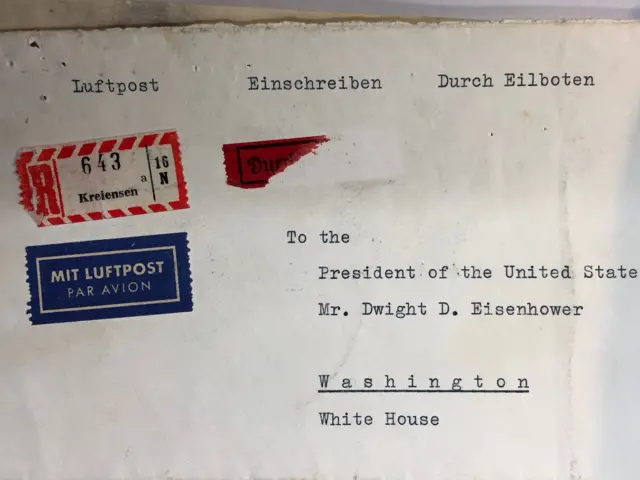 Luftpost Einschreiben Durch Eilboten
R 643 a 16 N
Kreiensen
MIT LUFTPOST
PAR AVION
To the
President of the United State
Mr. Dwight D. Eisenhower
Washington
White House